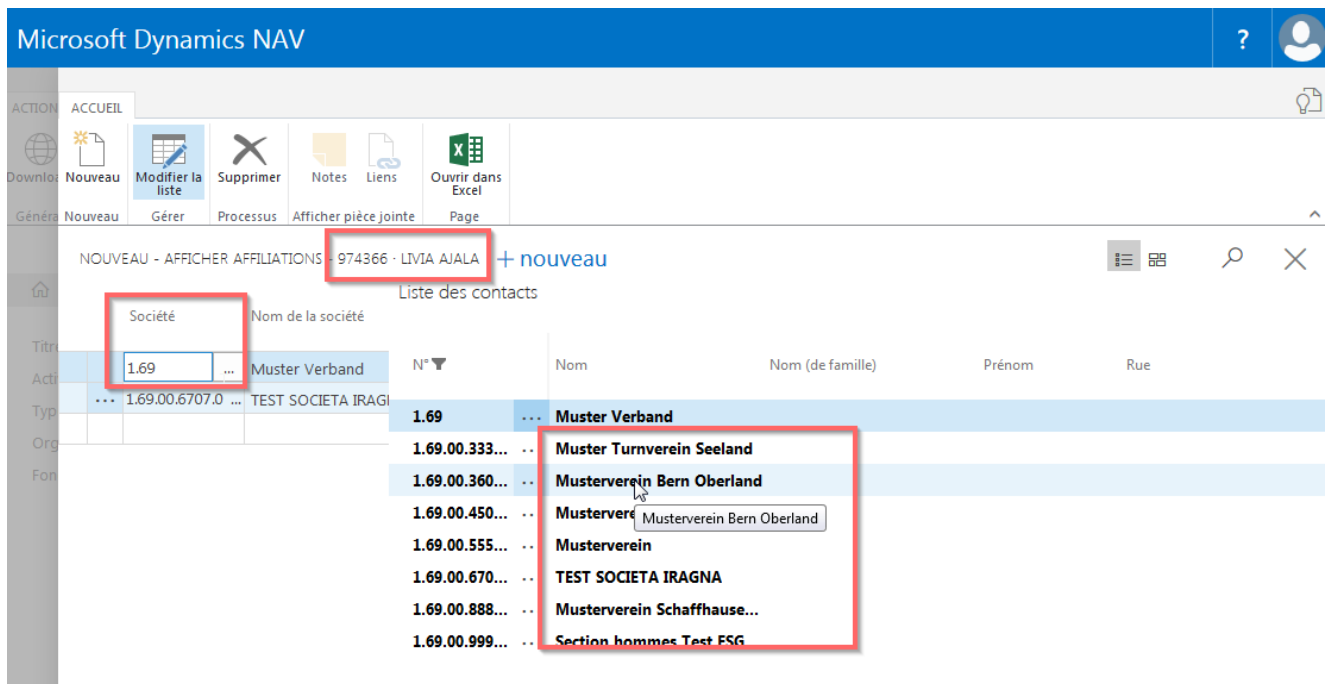 Microsoft Dynamics NAV
?
ACTION ACCUEIL
Downloa Nouveau Modifier la liste Supprimer Notes Liens Ouvrir dans Excel
Généra Nouveau Gérer Processus Afficher pièce jointe Page
NOUVEAU - AFFICHER AFFILIATIONS - 974366 · LIVIA AJALA + nouveau
Liste des contacts
Société Nom de la société
Titre
Acti
Typ
Org
Fon
N° Nom Nom (de famille) Prénom Rue
1.69 ... Muster Verband
... 1.69.00.6707.0 ... TEST SOCIETA IRAG
1.69 ... Muster Verband
1.69.00.333... .. Muster Turnverein Seeland
1.69.00.360... .. Musterverein Bern Oberland
1.69.00.450... .. Mustervere
Musterverein Bern Oberland
1.69.00.555... .. Musterverein
1.69.00.670... .. TEST SOCIETA IRAGNA
1.69.00.888... .. Musterverein Schaffhause...
1.69.00.999... .. Section hommes Test FSG